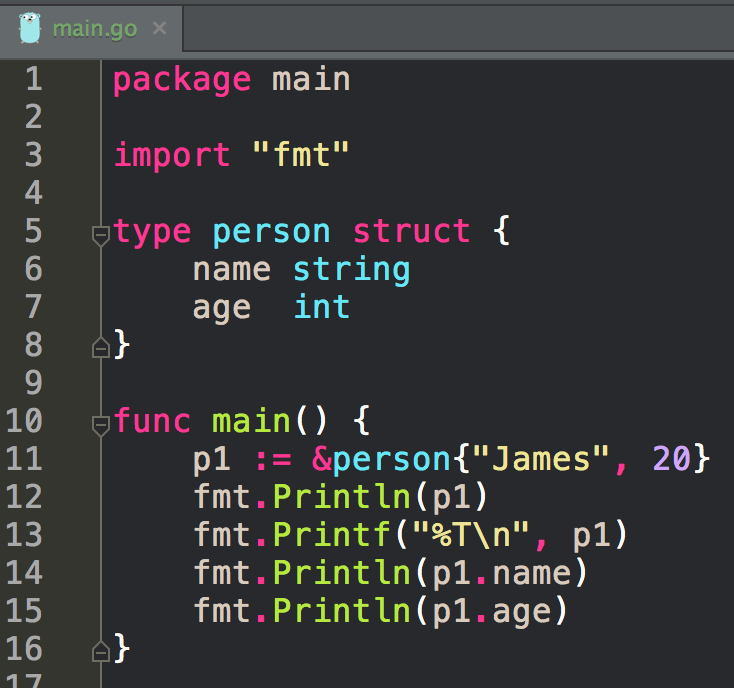 main.go ×
1 package main
2
3 import "fmt"
4
5 type person struct {
6     name string
7     age  int
8 }
9
10 func main() {
11     p1 := &person{"James", 20}
12     fmt.Println(p1)
13     fmt.Printf("%T\n", p1)
14     fmt.Println(p1.name)
15     fmt.Println(p1.age)
16 }
17